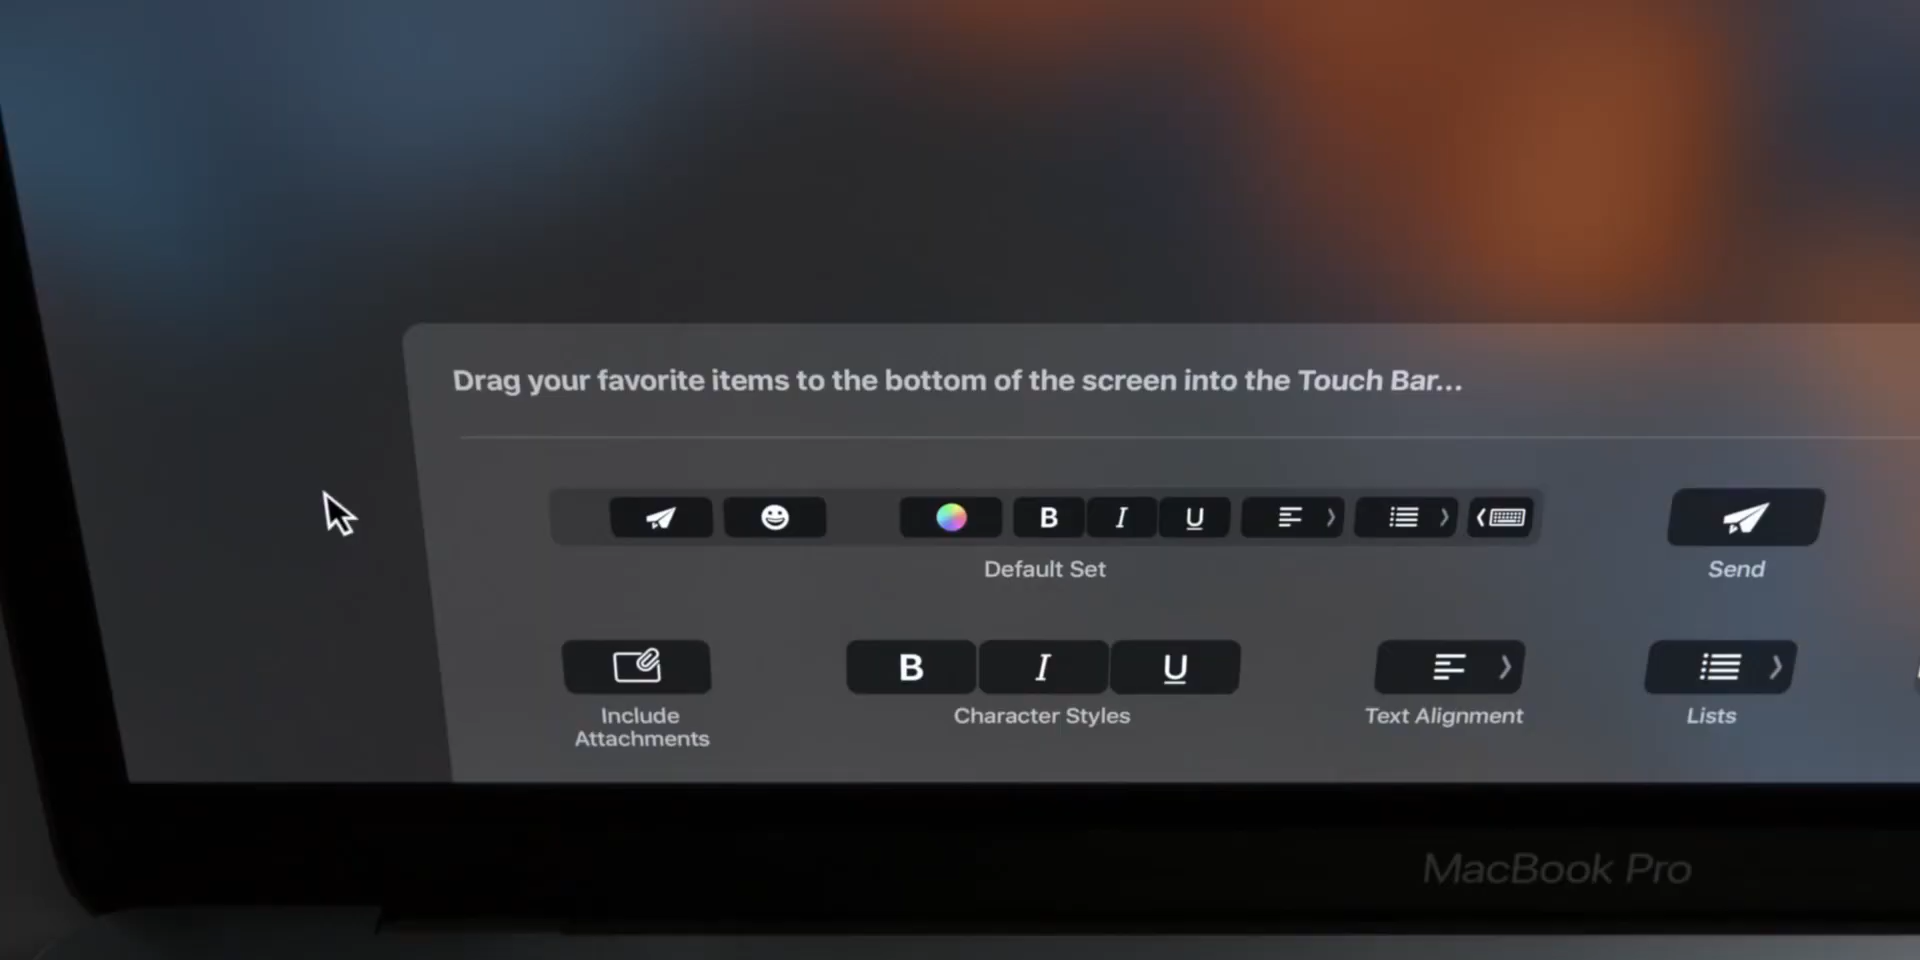 Drag your favorite items to the bottom of the screen into the Touch Bar...
B I U
Default Set
Send
B I U
Include
Attachments
Character Styles
Text Alignment
Lists
MacBook Pro